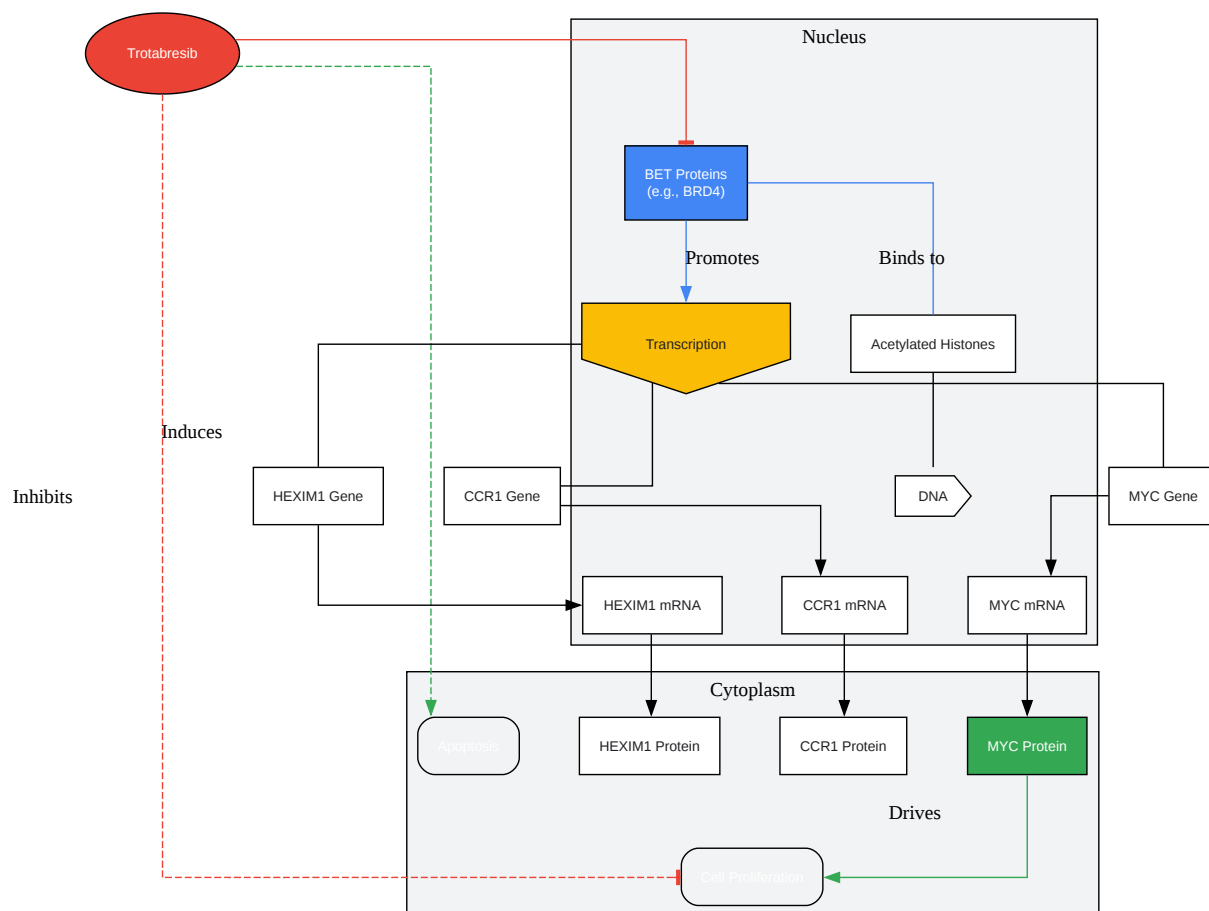 Nucleus
Trotabresib
BET Proteins
(e.g., BRD4)
Promotes
Binds to
Transcription
Acetylated Histones
Induces
Inhibits
HEXIM1 Gene
CCR1 Gene
DNA
MYC Gene
HEXIM1 mRNA
CCR1 mRNA
MYC mRNA
Cytoplasm
Apoptosis
HEXIM1 Protein
CCR1 Protein
MYC Protein
Drives
Cell Proliferation